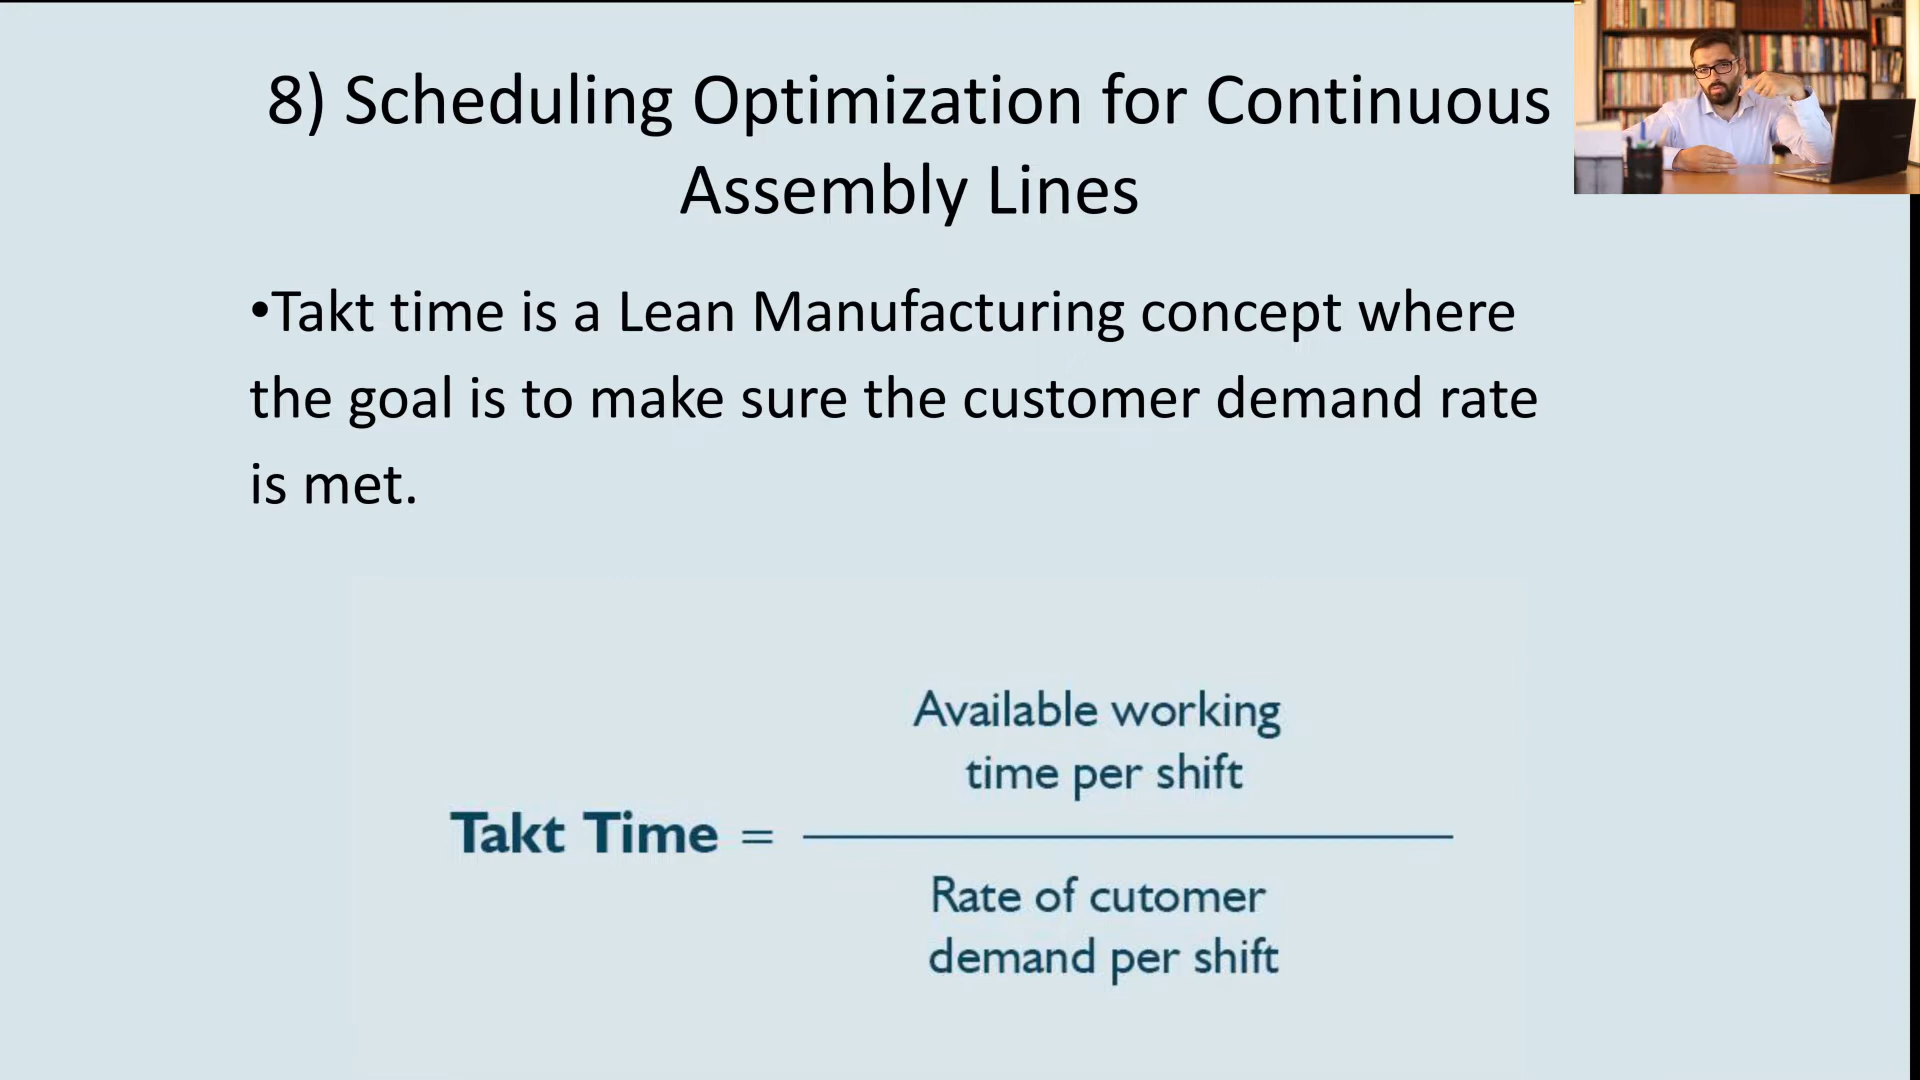 8) Scheduling Optimization for Continuous
Assembly Lines
•Takt time is a Lean Manufacturing concept where
the goal is to make sure the customer demand rate
is met.
Available working
time per shift
Takt Time =
Rate of cutomer
demand per shift